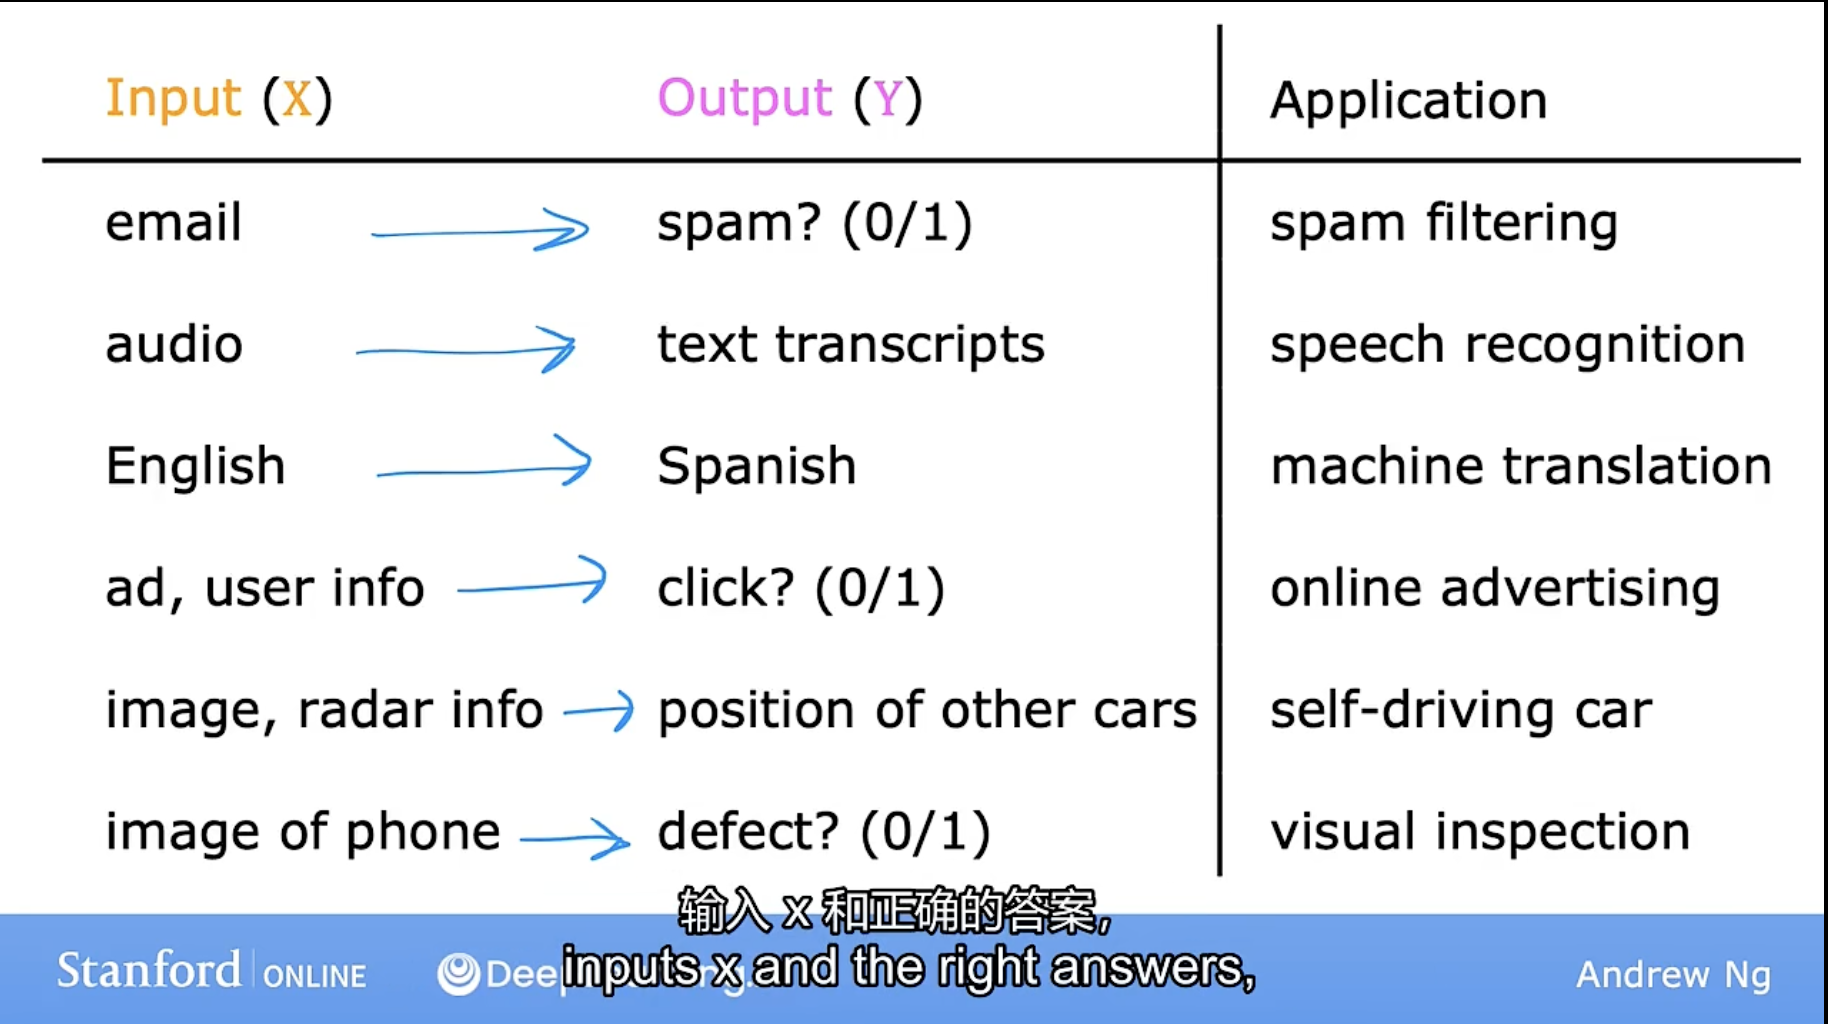 Input (X) Output (Y) Application
email spam? (0/1) spam filtering
audio text transcripts speech recognition
English Spanish machine translation
ad, user info click? (0/1) online advertising
image, radar info position of other cars self-driving car
image of phone defect? (0/1) visual inspection
输入 x 和正确的答案,
inputs x and the right answers,
Stanford ONLINE
Andrew Ng